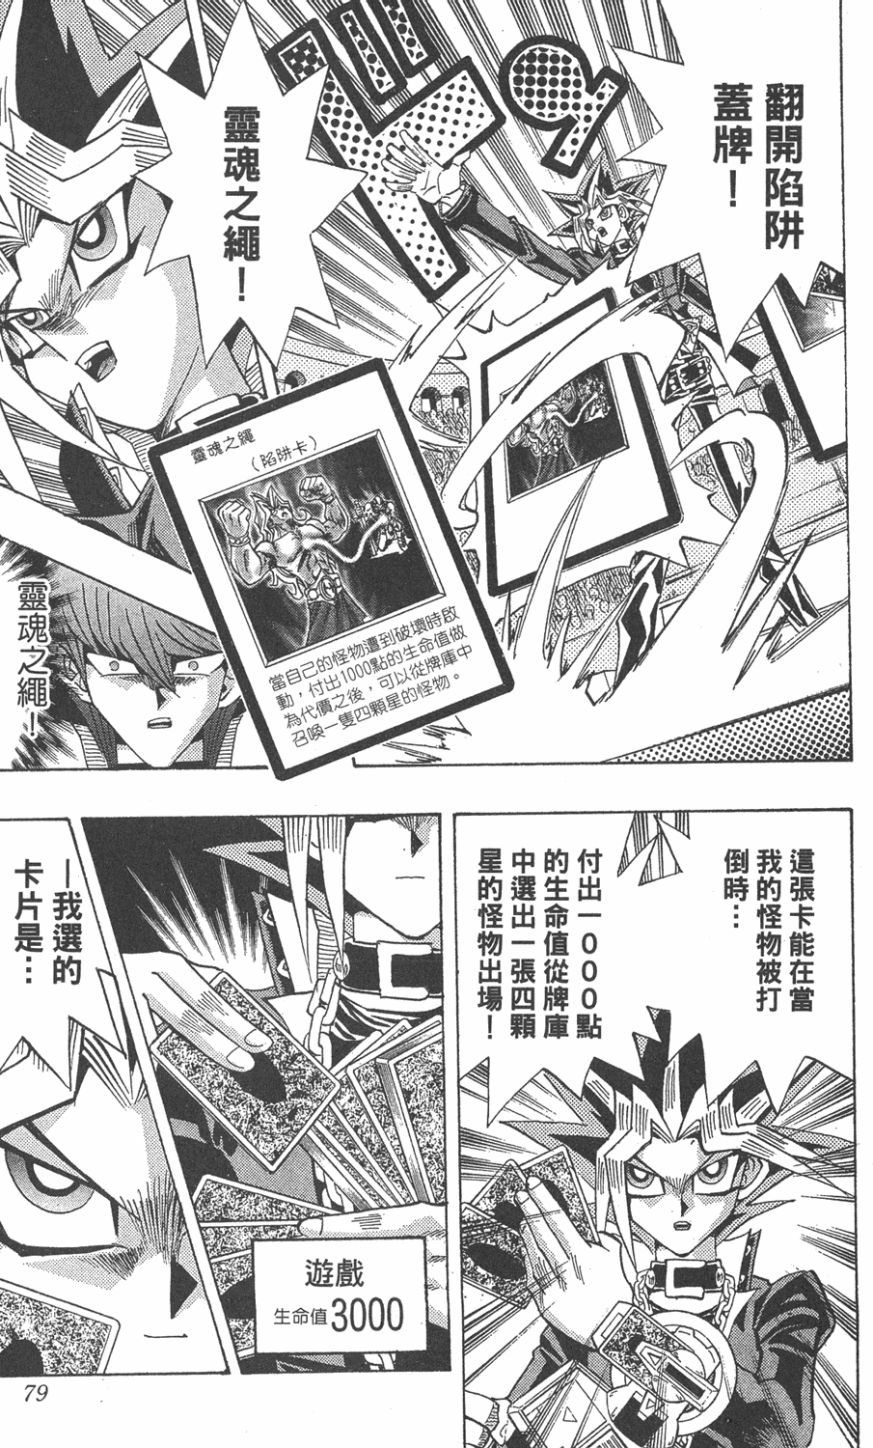 翻開陷阱
蓋牌！
靈魂之繩！
靈魂之繩
（陷阱卡）
當自己的怪物遭到破壞時啟
動，付出1000點的生命值做
為代價之後，可以從牌庫中
召喚一隻四顆星的怪物。
靈魂之繩！
這張卡能在當
我的怪物被打
倒時…
付出一０００點
的生命值從牌庫
中選出一張四顆
星的怪物出場！
遊戲
生命值3000
—我選的
卡片是…
79